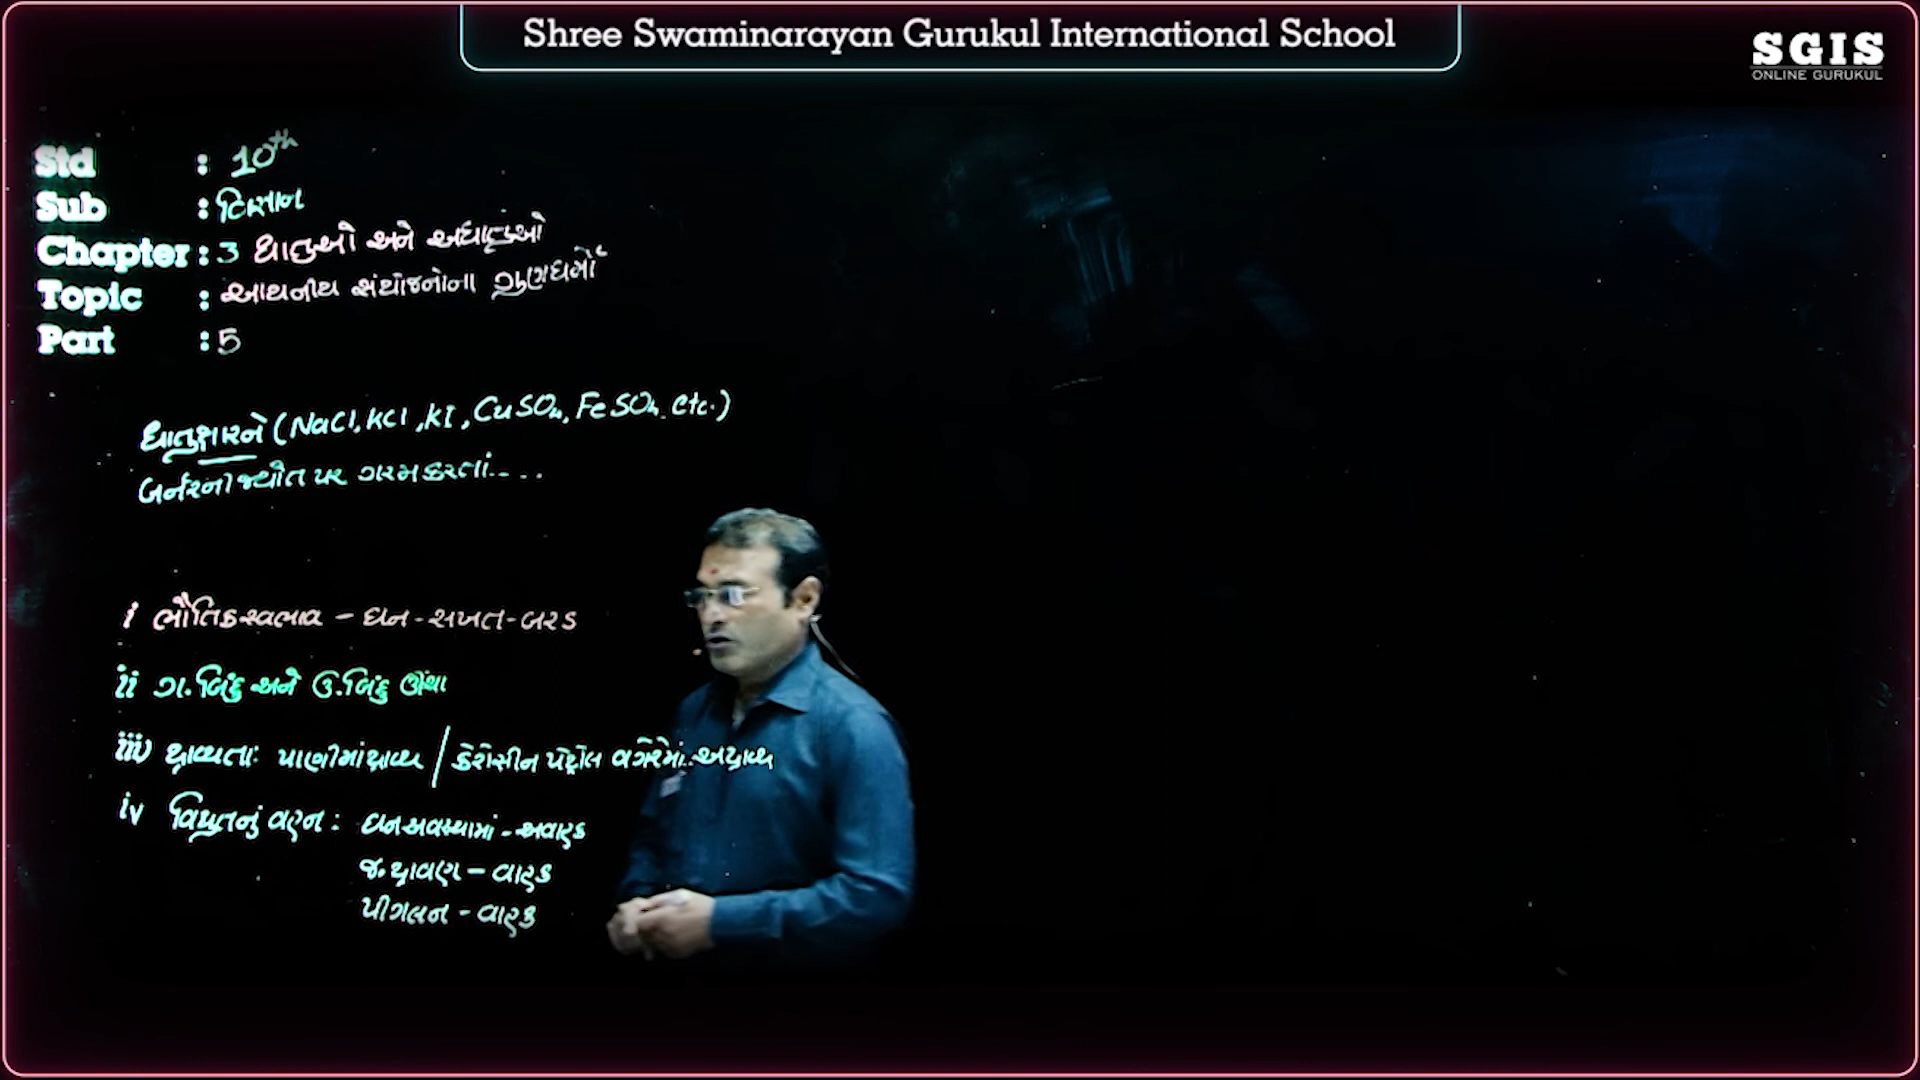 Shree Swaminarayan Gurukul International School
SGIS
ONLINE GURUKUL
Std : 10th
Sub : વિજ્ઞાન
Chapter : 3 ધાતુઓ અને અધાતુઓ
Topic : આયનીય સંયોજનોના ગુણધર્મો
Part : 5
ધાતુક્ષારને (NaCl, KCl, KI, CuSO4, FeSO4 etc.)
બર્નરની જ્યોત પર ગરમ કરતાં....
i ભૌતિક સ્વભાવ - ઘન - સખત - બરડ
ii ગ. બિંદુ અને ઉ. બિંદુ ઊંચા
iii દ્રાવ્યતા: પાણીમાં દ્રાવ્ય / કેરોસીન પેટ્રોલ વગેરેમાં..અદ્રાવ્ય
iv વિદ્યુતનું વહન : ઘન અવસ્થામાં - અવાહક
જ. દ્રાવણ - વાહક
પીગલન - વાહક